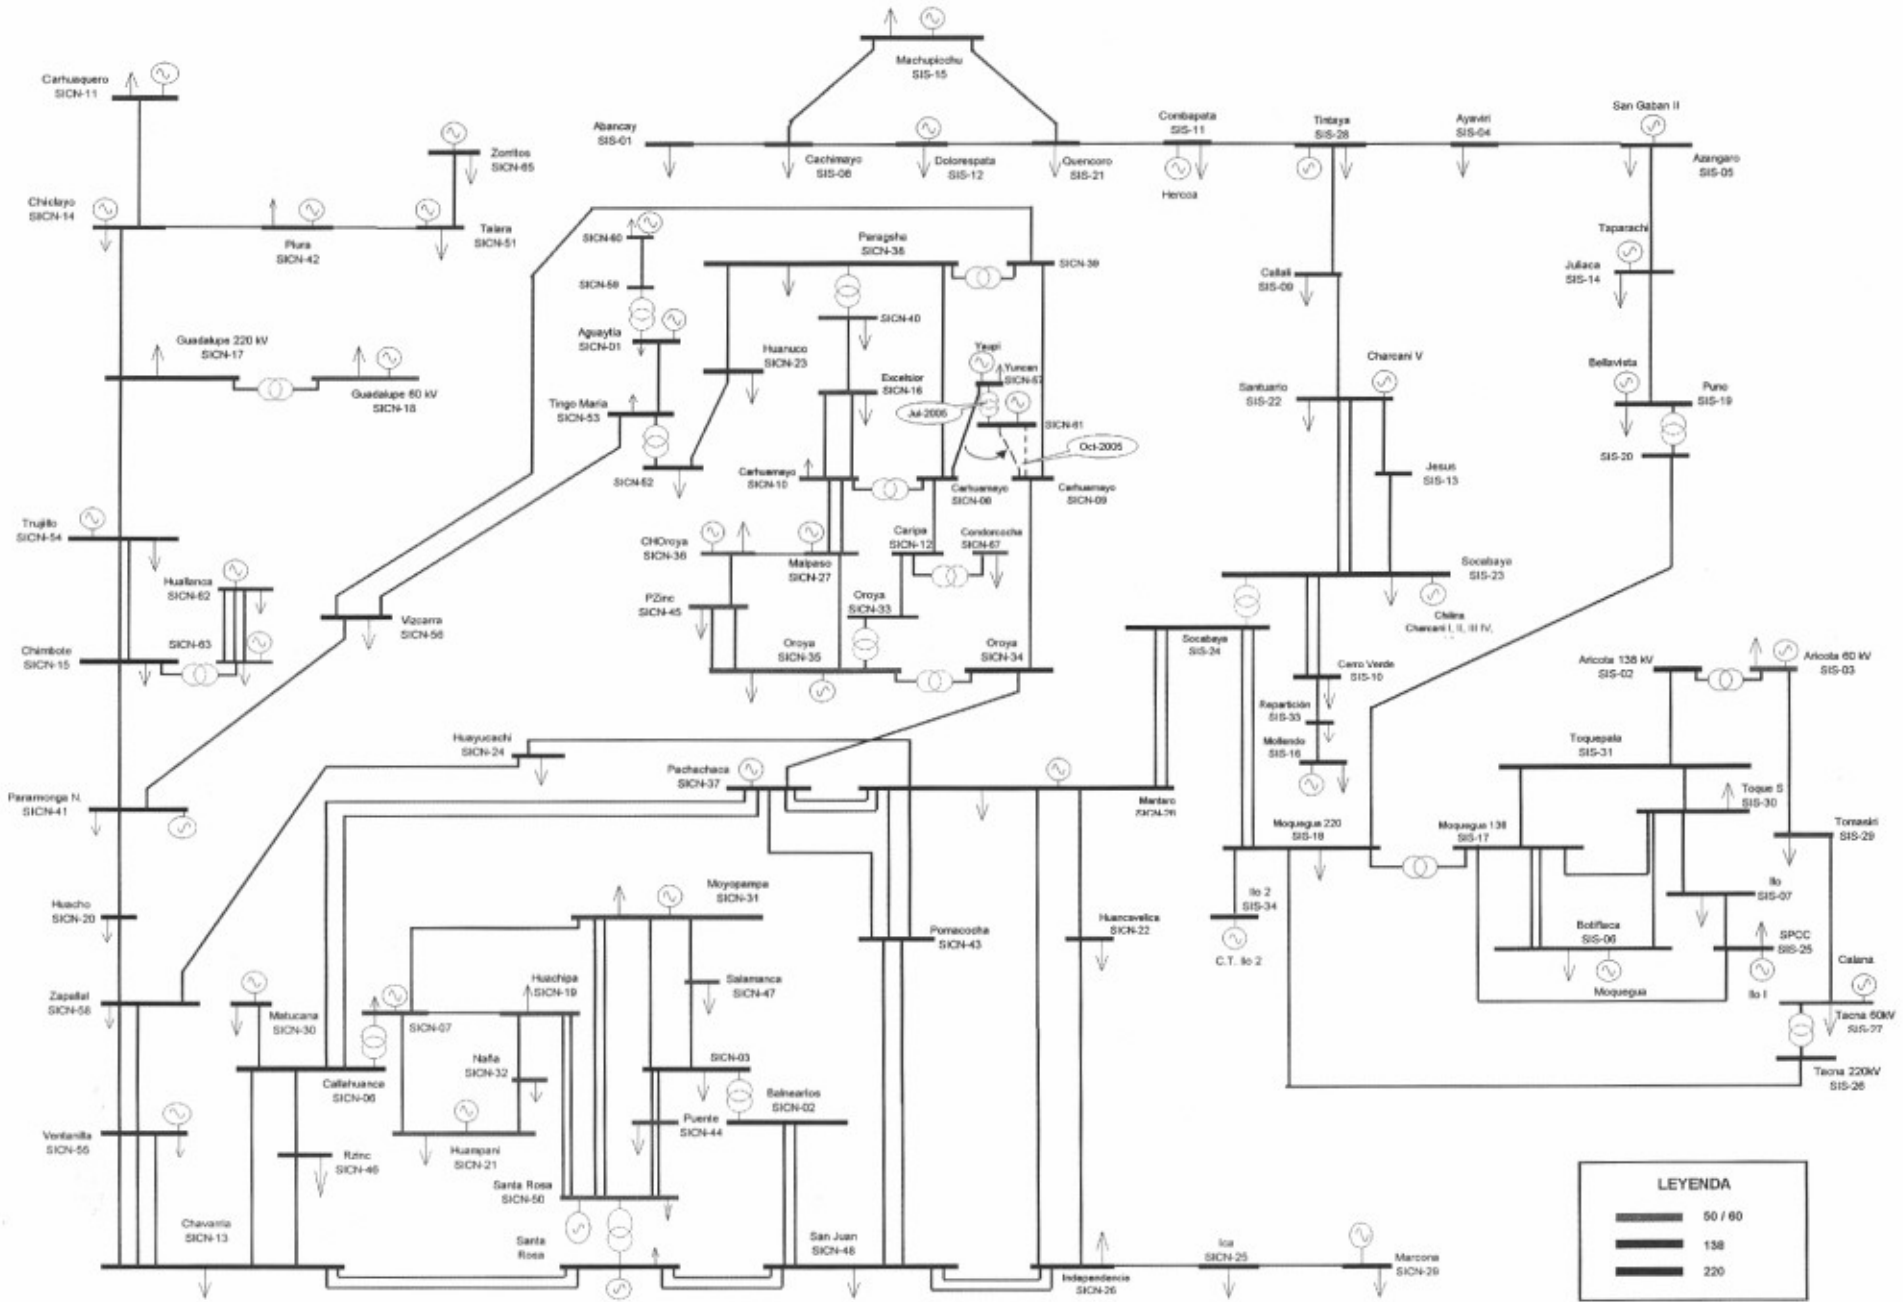 Machupicchu
SIS-15
Carhuaquero
SICN-11
Zorritos
SICN-65
Chiclayo
SICN-14
Piura
SICN-42
Talara
SICN-51
Abancay
SIS-01
Cachimayo
SIS-08
Dolorespata
SIS-12
Quencoro
SIS-21
Combapata
SIS-11
Hercca
Tintaya
SIS-28
Ayaviri
SIS-04
San Gaban II
Azangaro
SIS-05
Taparachi
Juliaca
SIS-14
Callali
SIS-09
Bellavista
Puno
SIS-19
SIS-20
Charcani V
Santuario
SIS-22
Jesus
SIS-13
Socabaya
SIS-23
Chilina
Charcani I, II, III IV,
SICN-60
SICN-59
Aguaytia
SICN-01
Tingo Maria
SICN-53
SICN-52
Paragsha
SICN-38
SICN-39
SICN-40
Huanuco
SICN-23
Excelsior
SICN-16
Yaupi
Yuncan
SICN-57
Jul-2005
SICN-61
Oct-2005
Carhuamayo
SICN-10
Carhuamayo
SICN-08
Carhuamayo
SICN-09
Caripa
SICN-12
Condorcocha
SICN-67
CHOroya
SICN-36
Malpaso
SICN-27
PZinc
SICN-45
Oroya
SICN-33
Oroya
SICN-35
Oroya
SICN-34
Guadalupe 220 kV
SICN-17
Guadalupe 60 kV
SICN-18
Trujillo
SICN-54
Huallanca
SICN-62
SICN-63
Chimbote
SICN-15
Vizcarra
SICN-56
Paramonga N.
SICN-41
Huacho
SICN-20
Zapallal
SICN-58
Ventanilla
SICN-55
Chavarria
SICN-13
Huayucachi
SICN-24
Pachachaca
SICN-37
Mantaro
SICN-28
Socabaya
SIS-24
Cerro Verde
SIS-10
Repartición
SIS-33
Mollendo
SIS-16
Moquegua 220
SIS-18
Moquegua 138
SIS-17
Ilo 2
SIS-34
C.T. Ilo 2
Aricota 138 kV
SIS-02
Aricota 60 kV
SIS-03
Toquepala
SIS-31
Toque S
SIS-30
Tomasiri
SIS-29
Ilo
SIS-07
Botiflaca
SIS-06
Moquegua
SPCC
SIS-25
Ilo I
Calana
Tacna 60kV
SIS-27
Tacna 220kV
SIS-26
Moyopampa
SICN-31
Salamanca
SICN-47
Huachipa
SICN-19
SICN-07
Matucana
SICN-30
Callahuanca
SICN-06
Naña
SICN-32
Huampani
SICN-21
Rzinc
SICN-46
SICN-03
Balnearios
SICN-02
Puente
SICN-44
Santa Rosa
SICN-50
Santa
Rosa
San Juan
SICN-48
Pomacocha
SICN-43
Huancavelica
SICN-22
Independencia
SICN-26
Ica
SICN-25
Marcona
SICN-29
LEYENDA
50 / 60
138
220